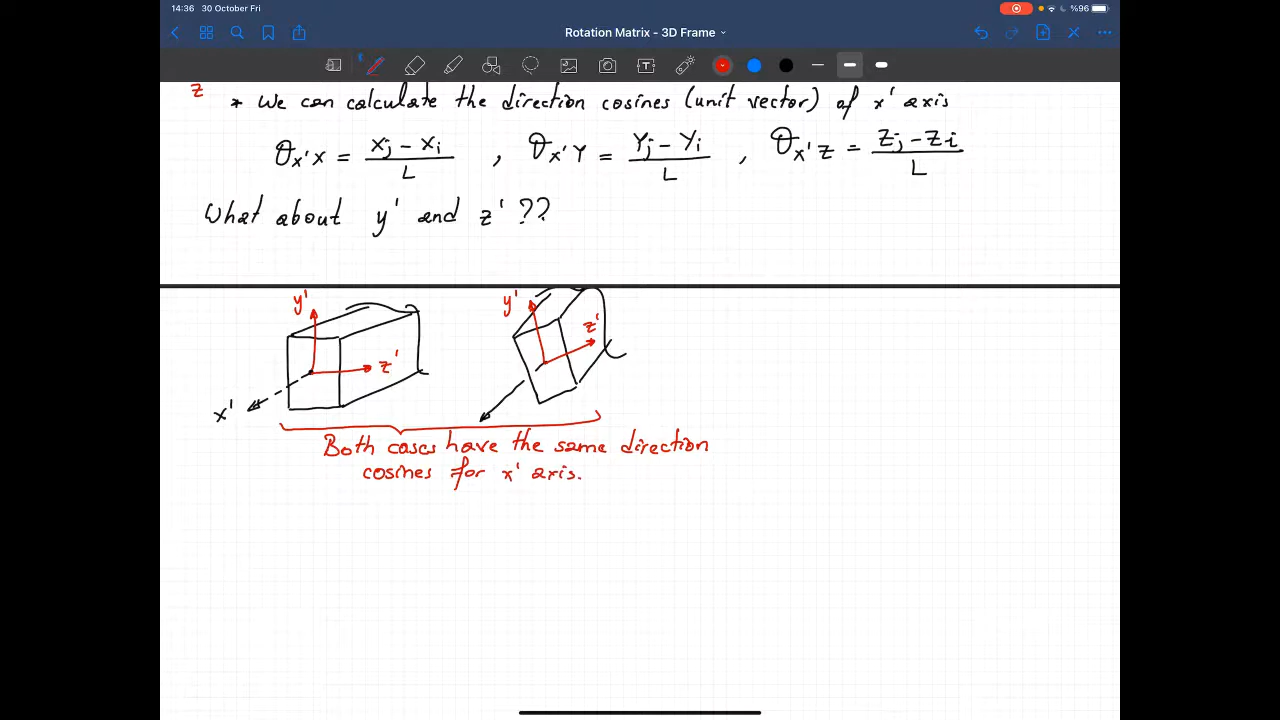 14:36 30 October Fri
%96
Rotation Matrix - 3D Frame
z * We can calculate the direction cosines (unit vector) of x' axis
θx'X = Xj - Xi / L , θx'Y = Yj - Yi / L , θx'Z = Zj - Zi / L
What about y' and z' ??
y' z' x'
y' z'
Both cases have the same direction
cosines for x' axis.